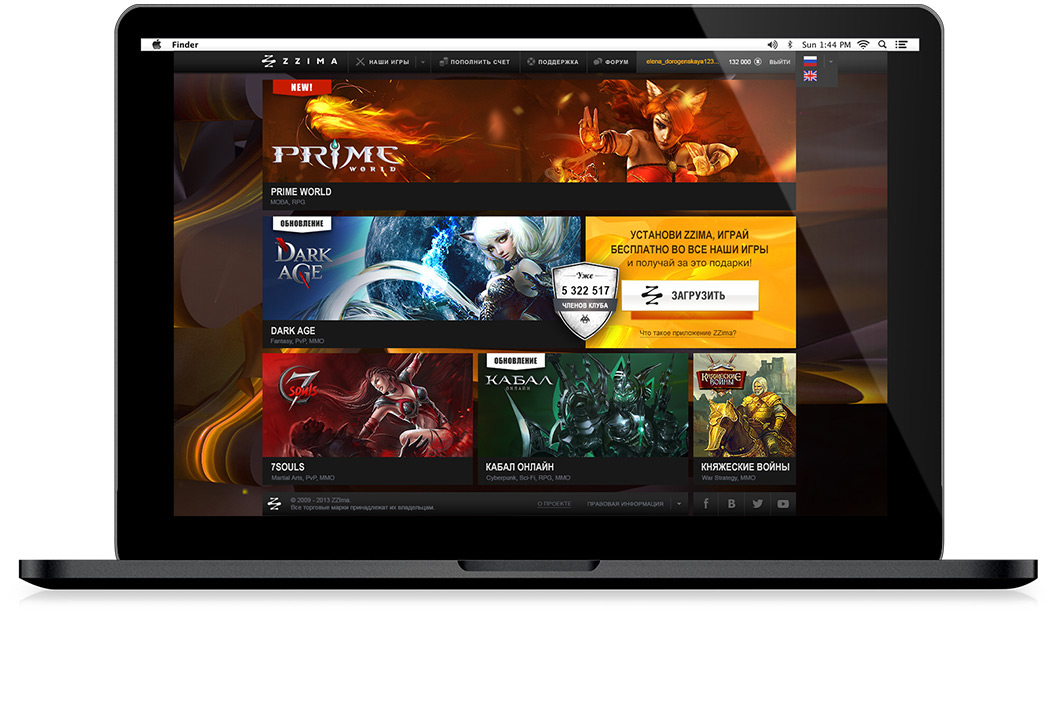 Finder
Sun 1:44 PM
ZZIMA
НАШИ ИГРЫ
ПОПОЛНИТЬ СЧЕТ
ПОДДЕРЖКА
ФОРУМ
elena_dorogenskaya123...
132 000
ВЫЙТИ
NEW!
PRIME
WORLD
PRIME WORLD
MOBA, RPG
ОБНОВЛЕНИЕ
DARK
AGE
DARK AGE
Fantasy, PvP, MMO
УСТАНОВИ ZZIMA, ИГРАЙ
БЕСПЛАТНО ВО ВСЕ НАШИ ИГРЫ
и получай за это подарки!
Уже
5 322 517
ЧЛЕНОВ КЛУБА
ЗАГРУЗИТЬ
Что такое приложение ZZima?
7 SOULS
7SOULS
Martial Arts, PvP, MMO
ОБНОВЛЕНИЕ
КАБАЛ
ОНЛАЙН
КАБАЛ ОНЛАЙН
Cyberpunk, Sci-Fi, RPG, MMO
КНЯЖЕСКИЕ
ВОЙНЫ
КНЯЖЕСКИЕ ВОЙНЫ
War Strategy, MMO
© 2009 - 2013 ZZima.
Все торговые марки принадлежат их владельцам.
О ПРОЕКТЕ
ПРАВОВАЯ ИНФОРМАЦИЯ